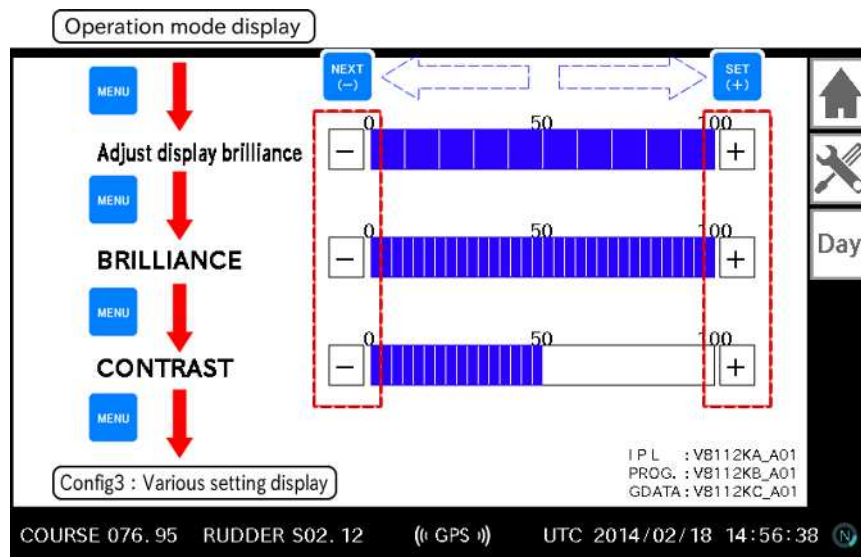 Operation mode display
MENU
NEXT
(−)
SET
(+)
0 50 100
Adjust display brilliance
− +
MENU
0 50 100
BRILLIANCE
− +
MENU
0 50 100
CONTRAST
− +
MENU
Day
IPL :V8112KA_A01
PROG. :V8112KB_A01
GDATA:V8112KC_A01
Config3 : Various setting display
COURSE 076.95 RUDDER S02.12 GPS UTC 2014/02/18 14:56:38 N